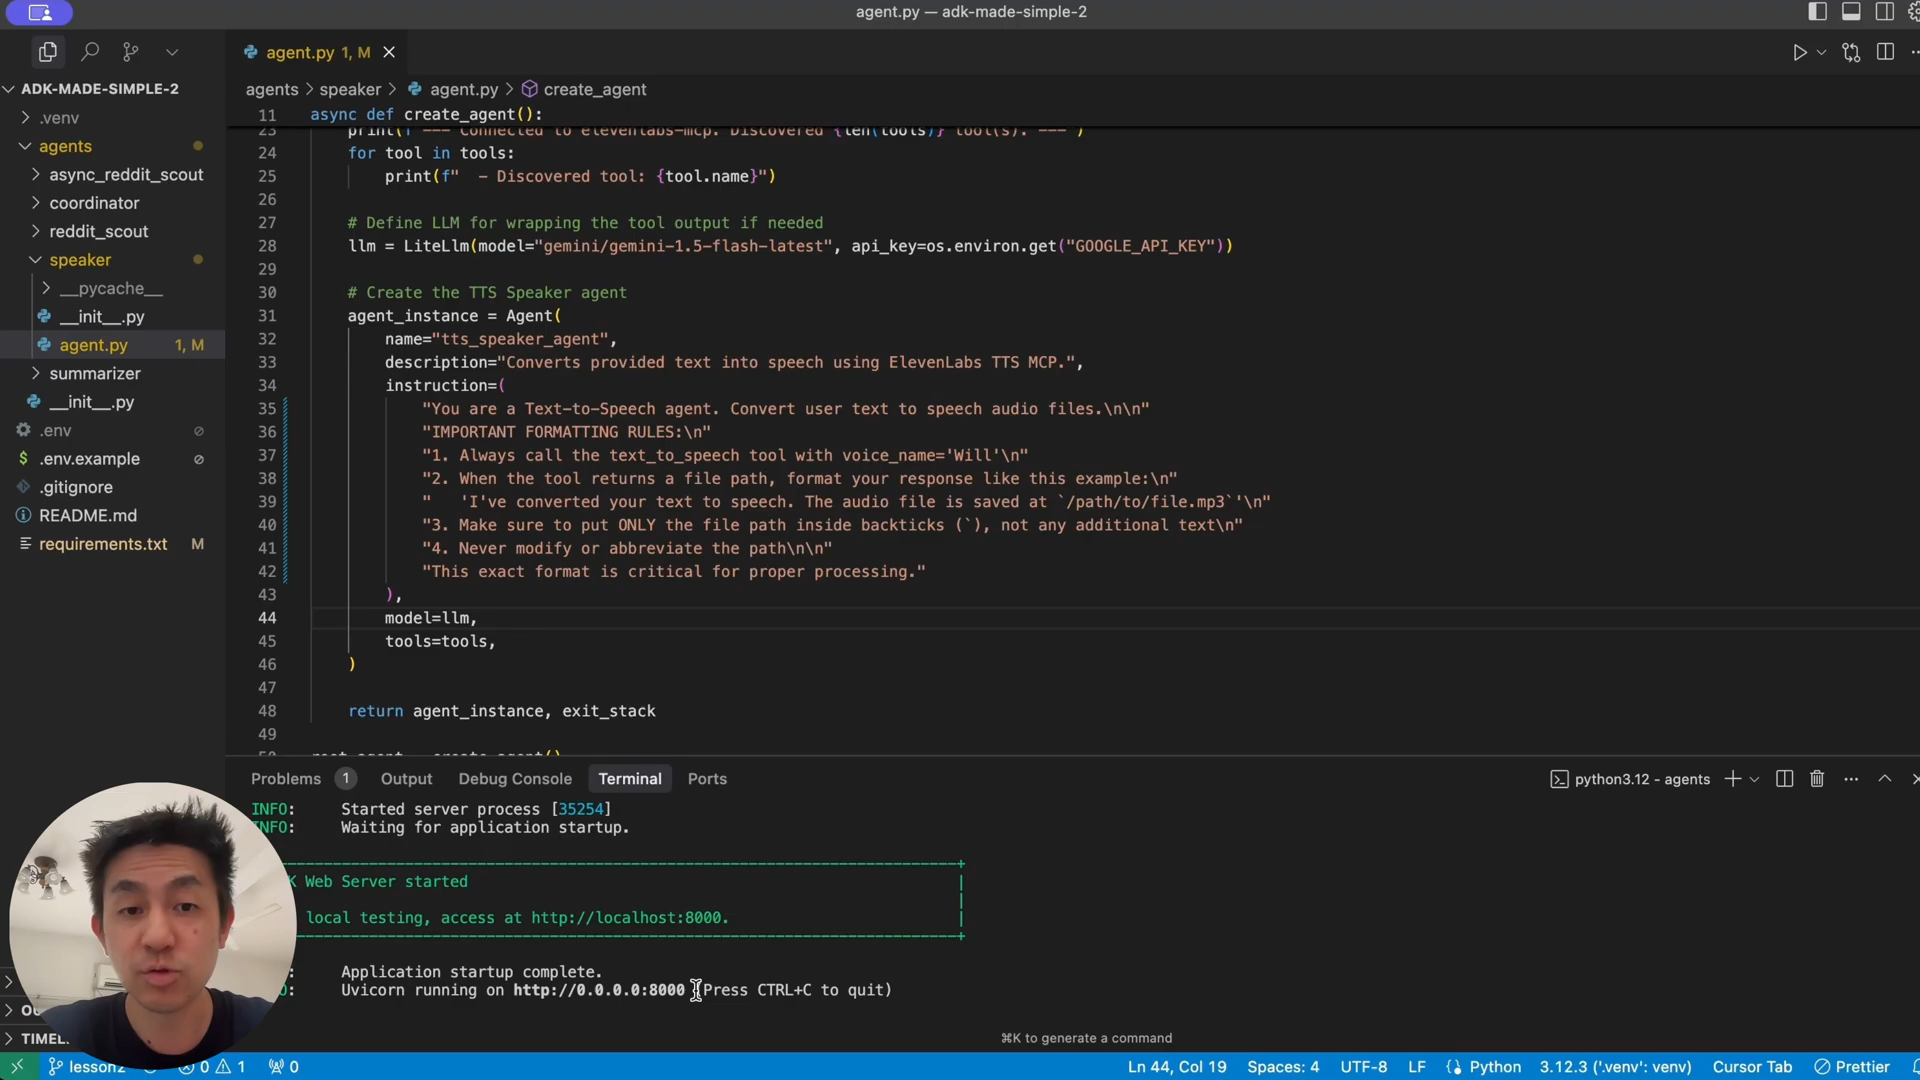 agent.py — adk-made-simple-2
agent.py 1, M
ADK-MADE-SIMPLE-2
.venv
agents
async_reddit_scout
coordinator
reddit_scout
speaker
__pycache__
__init__.py
agent.py 1, M
summarizer
__init__.py
.env
.env.example
.gitignore
README.md
requirements.txt M
agents > speaker > agent.py > create_agent
11 async def create_agent():
23 print(f"--- Connected to elevenlabs-mcp. Discovered {len(tools)} tool(s). ---")
24 for tool in tools:
25 print(f"  - Discovered tool: {tool.name}")
26
27 # Define LLM for wrapping the tool output if needed
28 llm = LiteLlm(model="gemini/gemini-1.5-flash-latest", api_key=os.environ.get("GOOGLE_API_KEY"))
29
30 # Create the TTS Speaker agent
31 agent_instance = Agent(
32 name="tts_speaker_agent",
33 description="Converts provided text into speech using ElevenLabs TTS MCP.",
34 instruction=(
35 "You are a Text-to-Speech agent. Convert user text to speech audio files.\n\n"
36 "IMPORTANT FORMATTING RULES:\n"
37 "1. Always call the text_to_speech tool with voice_name='Will'\n"
38 "2. When the tool returns a file path, format your response like this example:\n"
39 "   'I've converted your text to speech. The audio file is saved at `/path/to/file.mp3`'\n"
40 "3. Make sure to put ONLY the file path inside backticks (`), not any additional text\n"
41 "4. Never modify or abbreviate the path\n\n"
42 "This exact format is critical for proper processing."
43 ),
44 model=llm,
45 tools=tools,
46 )
47
48 return agent_instance, exit_stack
49
50 root_agent = create_agent()
Problems 1 Output Debug Console Terminal Ports
python3.12 - agents
INFO: Started server process [35254]
INFO: Waiting for application startup.
Web Server started
local testing, access at http://localhost:8000.
Application startup complete.
Uvicorn running on http://0.0.0.0:8000 (Press CTRL+C to quit)
⌘K to generate a command
TIMEL
lesson2 0 1 0
Ln 44, Col 19 Spaces: 4 UTF-8 LF Python 3.12.3 ('.venv': venv) Cursor Tab Prettier